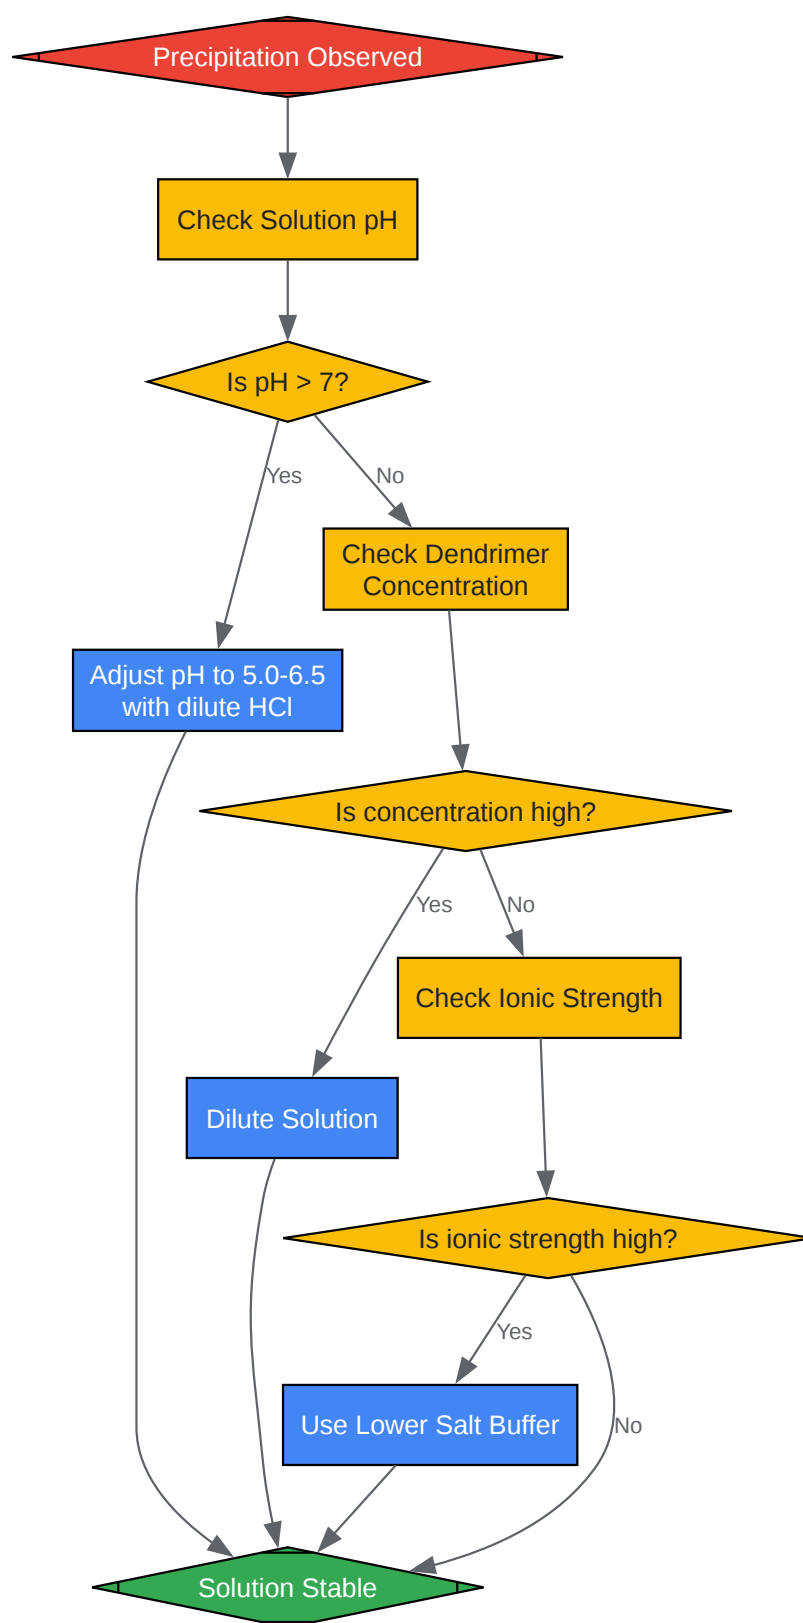 Precipitation Observed
Check Solution pH
Is pH > 7?
Yes
No
Check Dendrimer
Concentration
Adjust pH to 5.0-6.5
with dilute HCl
Is concentration high?
Yes
No
Check Ionic Strength
Dilute Solution
Is ionic strength high?
Yes
Use Lower Salt Buffer
No
Solution Stable